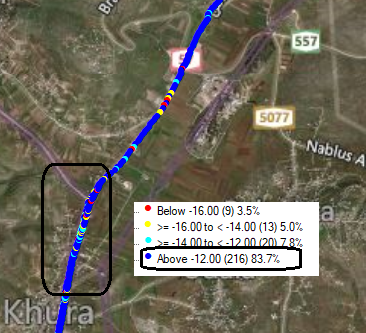 557
5077
Nablus A
Below -16.00 (9) 3.5%
>= -16.00 to < -14.00 (13) 5.0%
>= -14.00 to < -12.00 (20) 7.8%
Above -12.00 (216) 83.7%
Khura